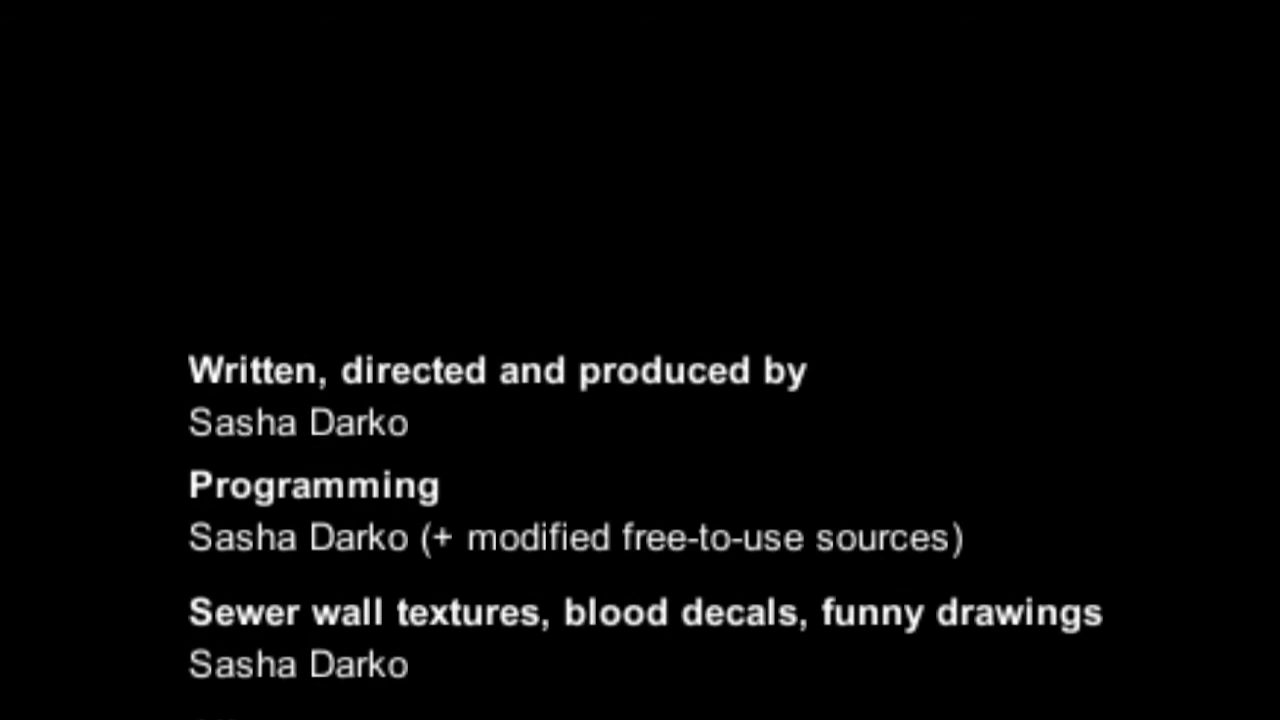 Written, directed and produced by
Sasha Darko
Programming
Sasha Darko (+ modified free-to-use sources)
Sewer wall textures, blood decals, funny drawings
Sasha Darko